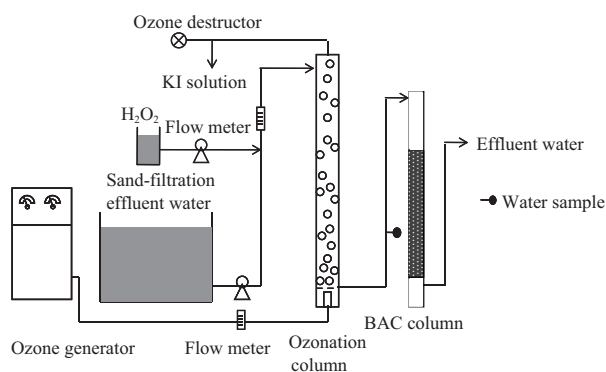 Ozone destructor
KI solution
H₂O₂
Flow meter
Sand-filtration
effluent water
Effluent water
Water sample
BAC column
Ozone generator
Flow meter
Ozonation
column